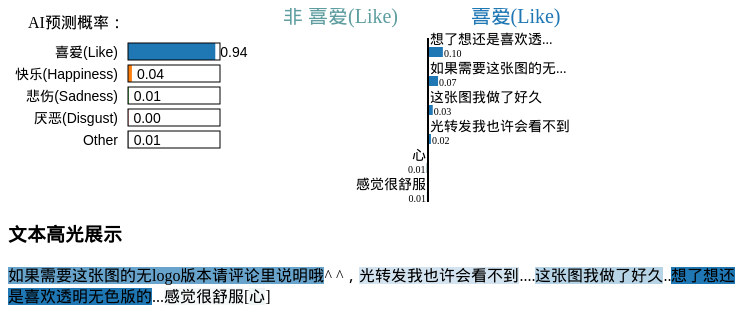 AI预测概率：
喜爱(Like) 0.94
快乐(Happiness) 0.04
悲伤(Sadness) 0.01
厌恶(Disgust) 0.00
Other 0.01
非 喜爱(Like) 喜爱(Like)
想了想还是喜欢透...
0.10
如果需要这张图的无...
0.07
这张图我做了好久
0.03
光转发我也许会看不到
0.02
心
0.01
感觉很舒服
0.01
文本高光展示
如果需要这张图的无logo版本请评论里说明哦^ ^，光转发我也许会看不到....这张图我做了好久..想了想还
是喜欢透明无色版的...感觉很舒服[心]